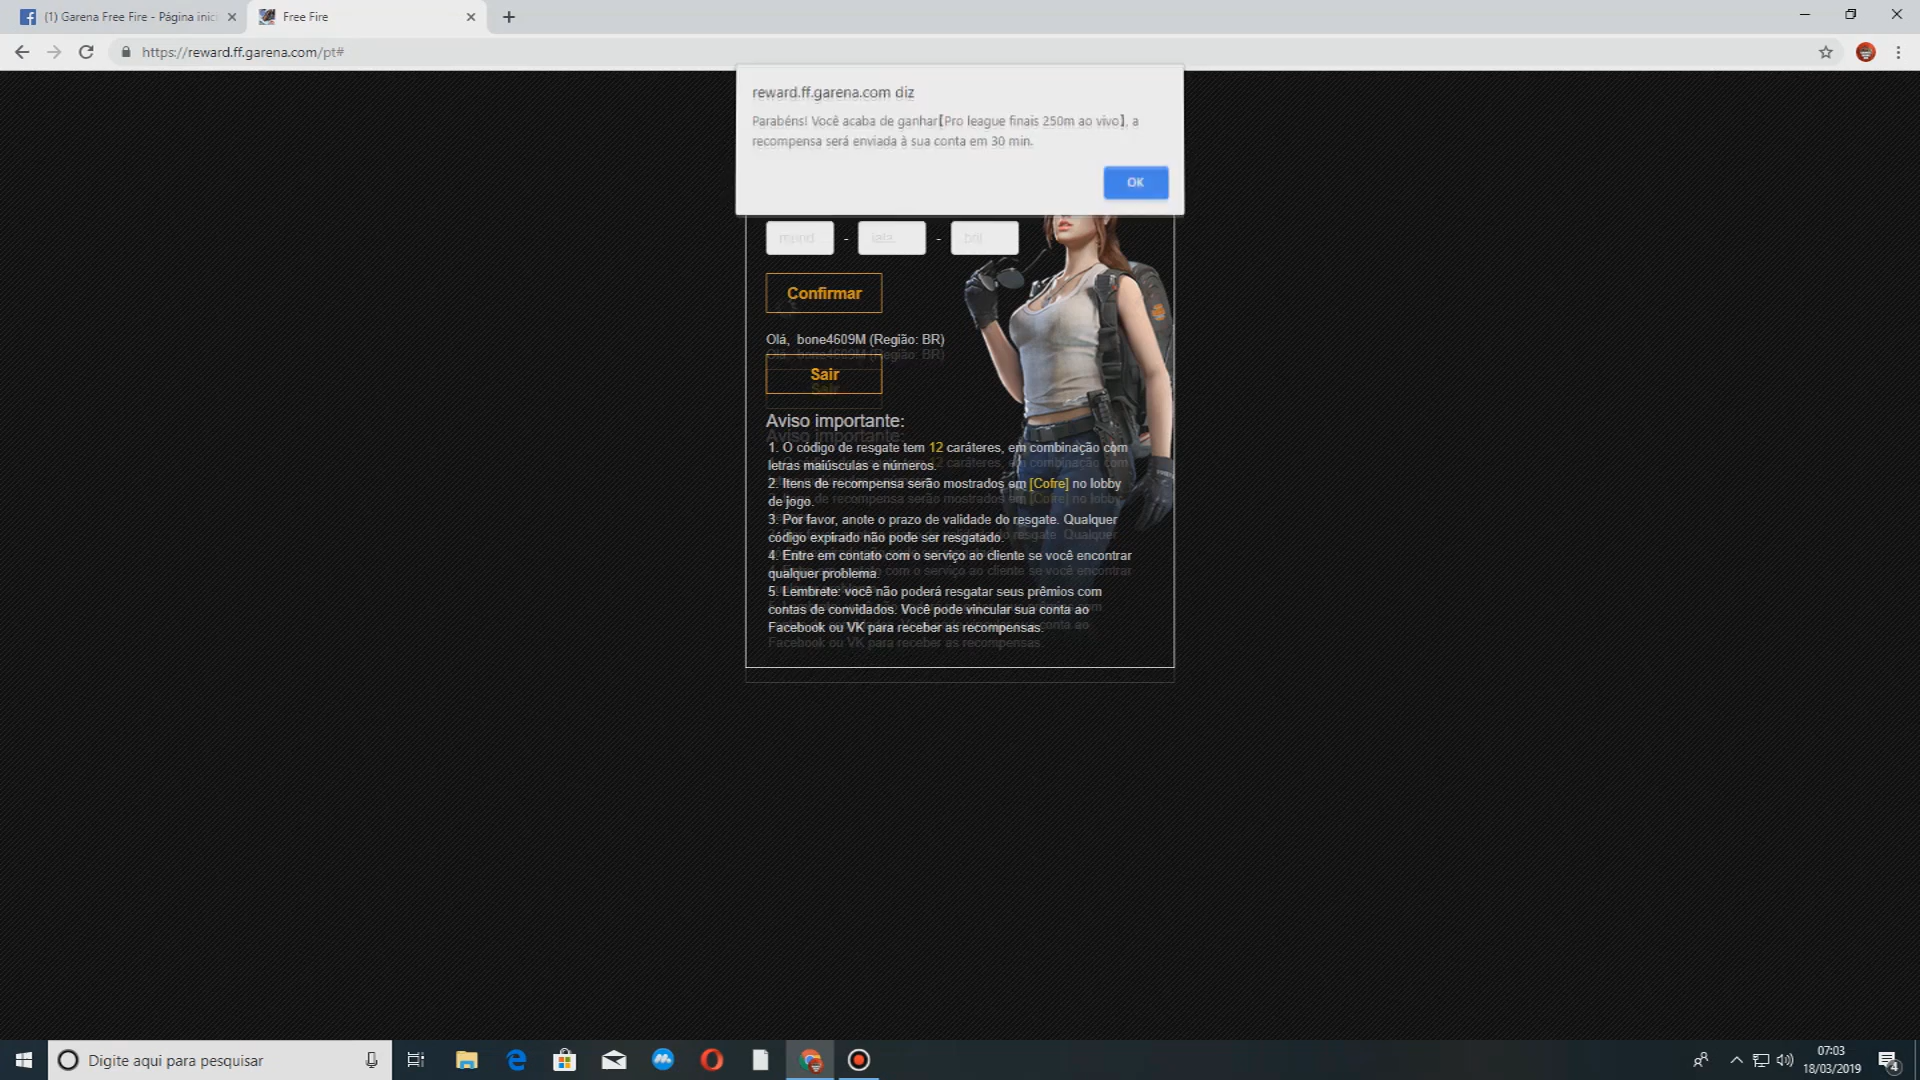 (1) Garena Free Fire - Página inic
Free Fire
https://reward.ff.garena.com/pt#
reward.ff.garena.com diz
Parabéns! Você acaba de ganhar【Pro league finais 250m ao vivo】, a
recompensa será enviada à sua conta em 30 min.
OK
- -
Confirmar
Olá, bone4609M (Região: BR)
Sair
Aviso importante:
1. O código de resgate tem 12 caráteres, em combinação com
letras maiúsculas e números.
2. Itens de recompensa serão mostrados em [Cofre] no lobby
de jogo.
3. Por favor, anote o prazo de validade do resgate. Qualquer
código expirado não pode ser resgatado.
4. Entre em contato com o serviço ao cliente se você encontrar
qualquer problema.
5. Lembrete: você não poderá resgatar seus prêmios com
contas de convidados. Você pode vincular sua conta ao
Facebook ou VK para receber as recompensas.
Digite aqui para pesquisar
07:03
18/03/2019
4